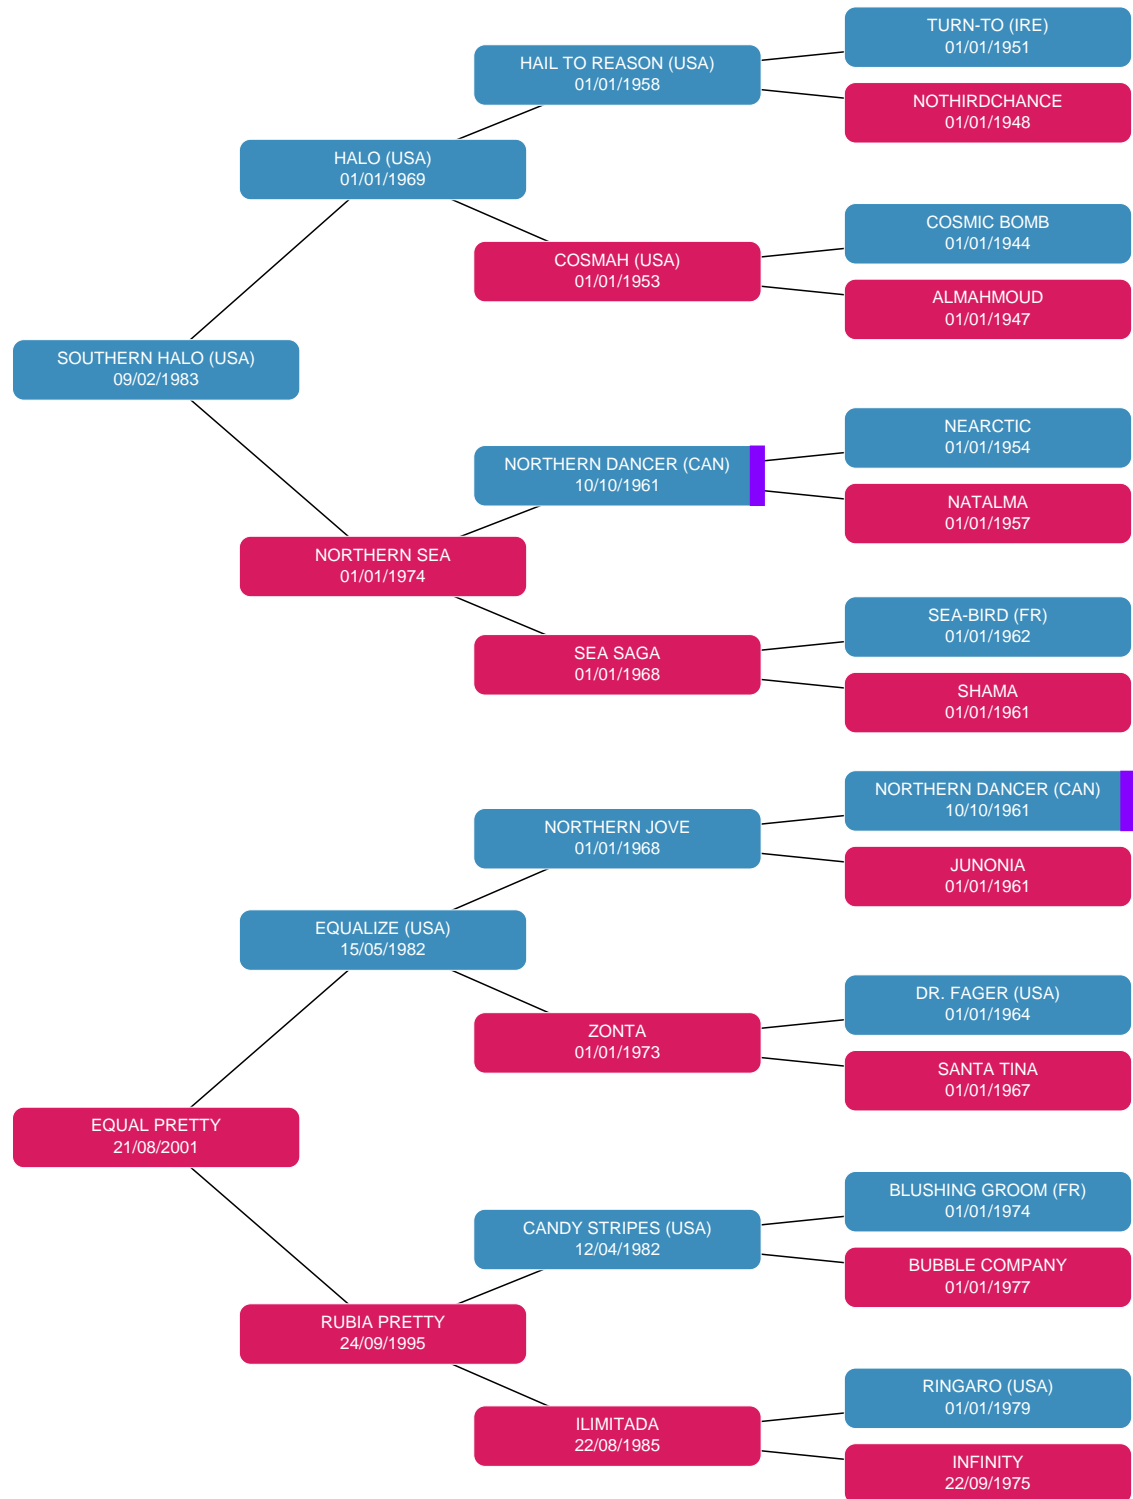 TURN-TO (IRE)
01/01/1951
HAIL TO REASON (USA)
01/01/1958
NOTHIRDCHANCE
01/01/1948
HALO (USA)
01/01/1969
COSMIC BOMB
01/01/1944
COSMAH (USA)
01/01/1953
ALMAHMOUD
01/01/1947
SOUTHERN HALO (USA)
09/02/1983
NEARCTIC
01/01/1954
NORTHERN DANCER (CAN)
10/10/1961
NATALMA
01/01/1957
NORTHERN SEA
01/01/1974
SEA-BIRD (FR)
01/01/1962
SEA SAGA
01/01/1968
SHAMA
01/01/1961
NORTHERN DANCER (CAN)
10/10/1961
NORTHERN JOVE
01/01/1968
JUNONIA
01/01/1961
EQUALIZE (USA)
15/05/1982
DR. FAGER (USA)
01/01/1964
ZONTA
01/01/1973
SANTA TINA
01/01/1967
EQUAL PRETTY
21/08/2001
BLUSHING GROOM (FR)
01/01/1974
CANDY STRIPES (USA)
12/04/1982
BUBBLE COMPANY
01/01/1977
RUBIA PRETTY
24/09/1995
RINGARO (USA)
01/01/1979
ILIMITADA
22/08/1985
INFINITY
22/09/1975